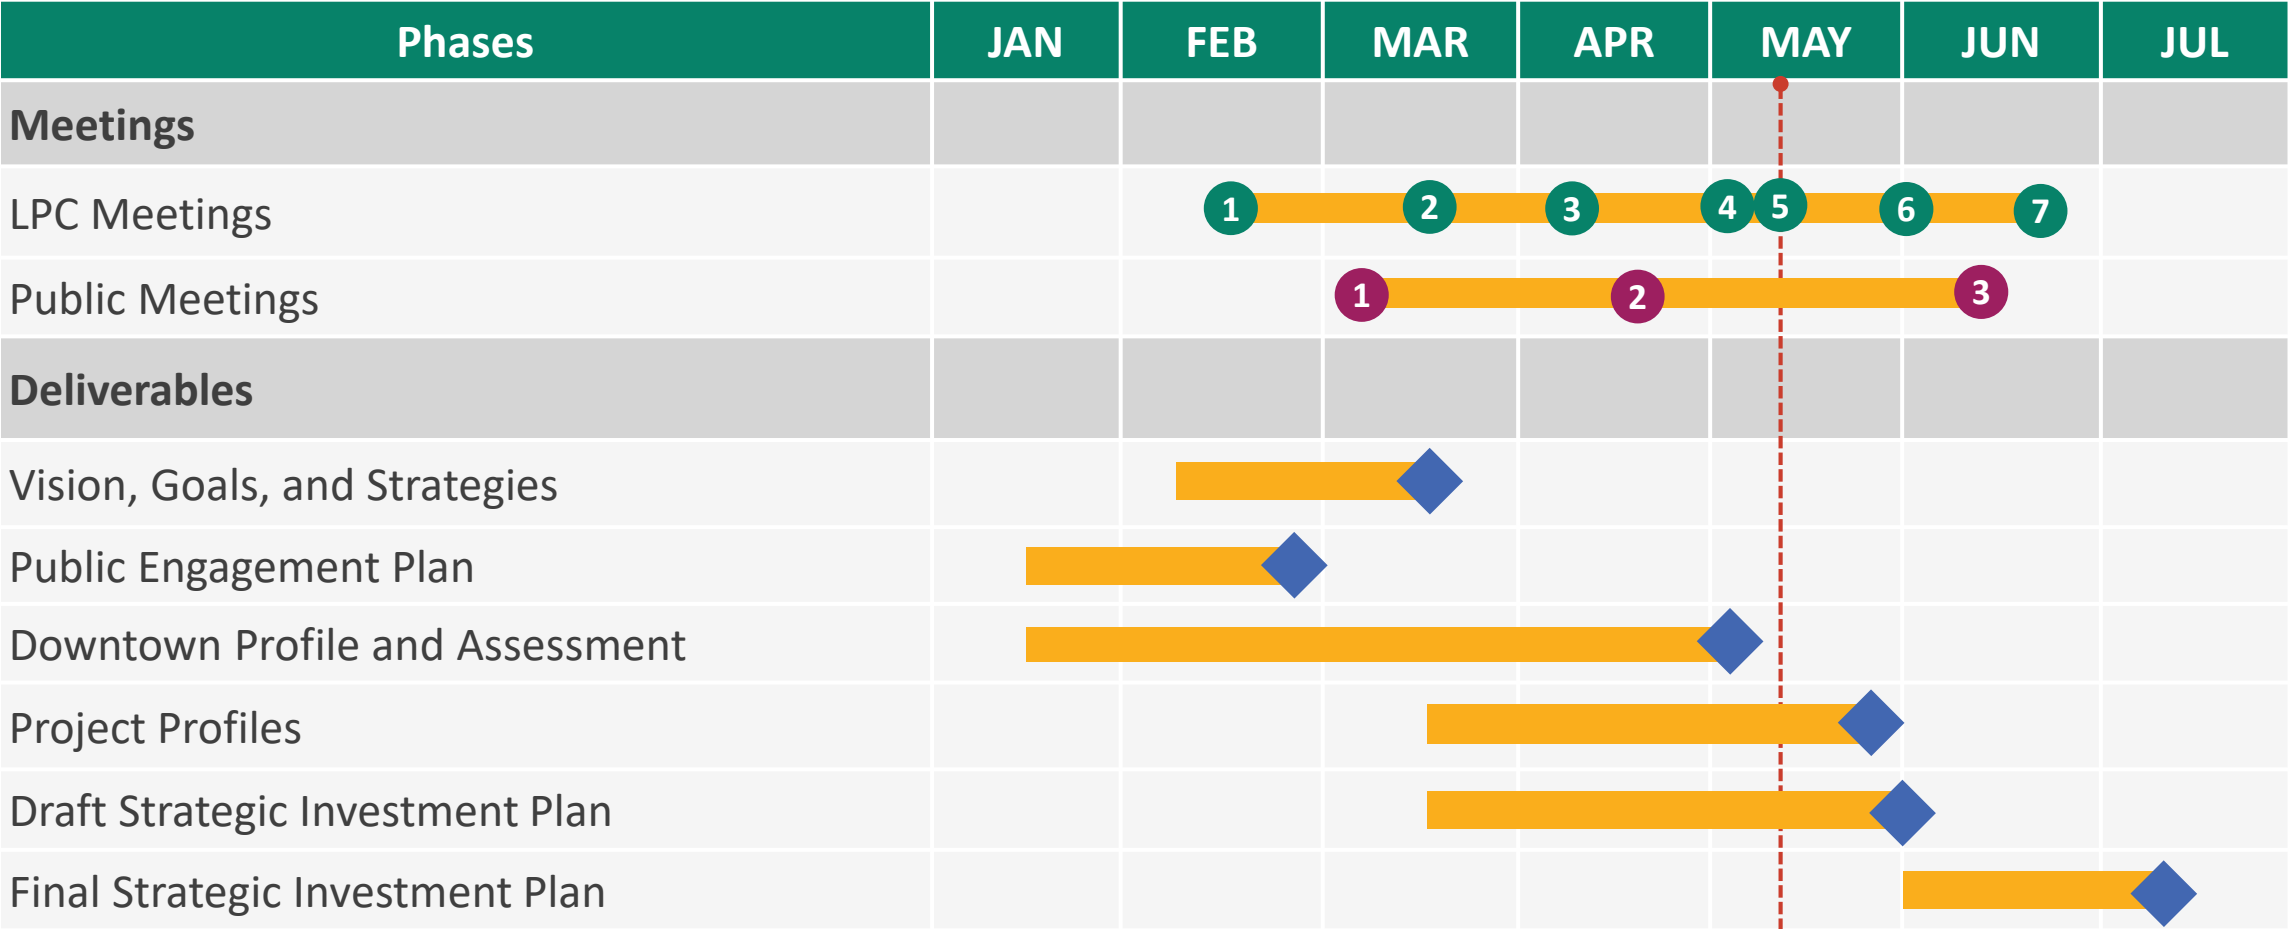 Phases JAN FEB MAR APR MAY JUN JUL
Meetings
LPC Meetings 1 2 3 4 5 6 7
Public Meetings 1 2 3
Deliverables
Vision, Goals, and Strategies
Public Engagement Plan
Downtown Profile and Assessment
Project Profiles
Draft Strategic Investment Plan
Final Strategic Investment Plan